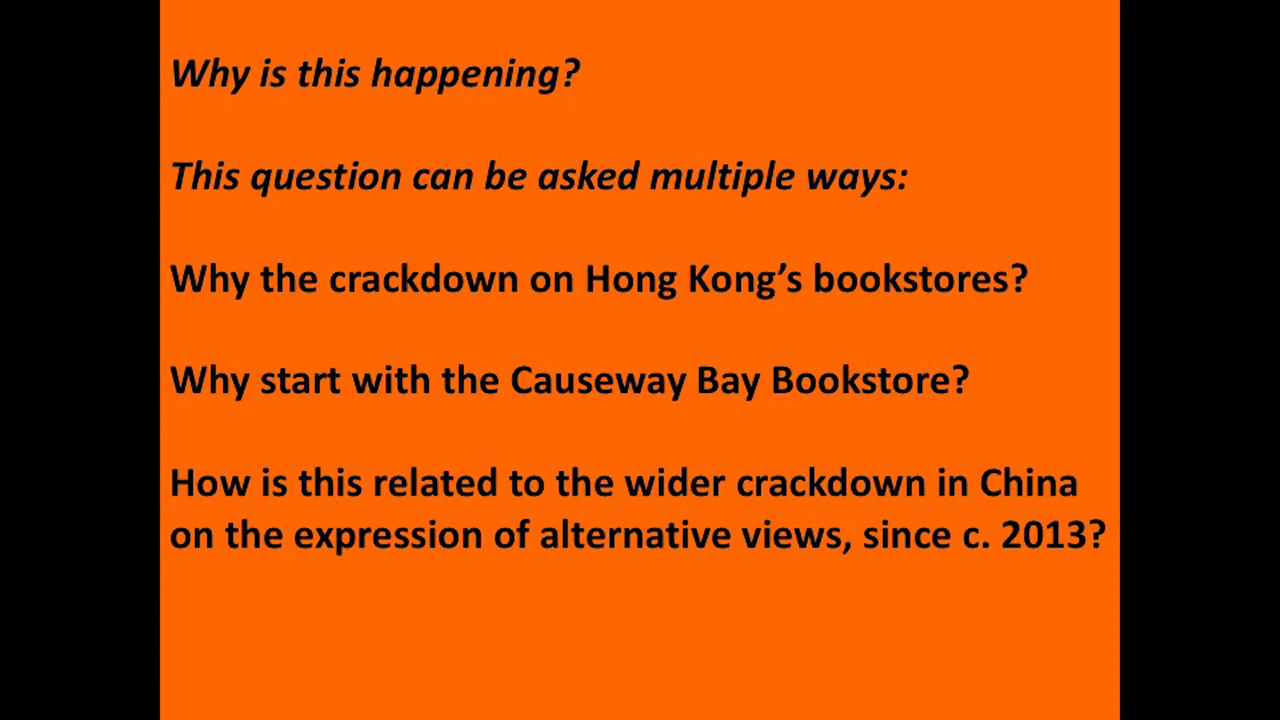 Why is this happening?
This question can be asked multiple ways:
Why the crackdown on Hong Kong’s bookstores?
Why start with the Causeway Bay Bookstore?
How is this related to the wider crackdown in China
on the expression of alternative views, since c. 2013?